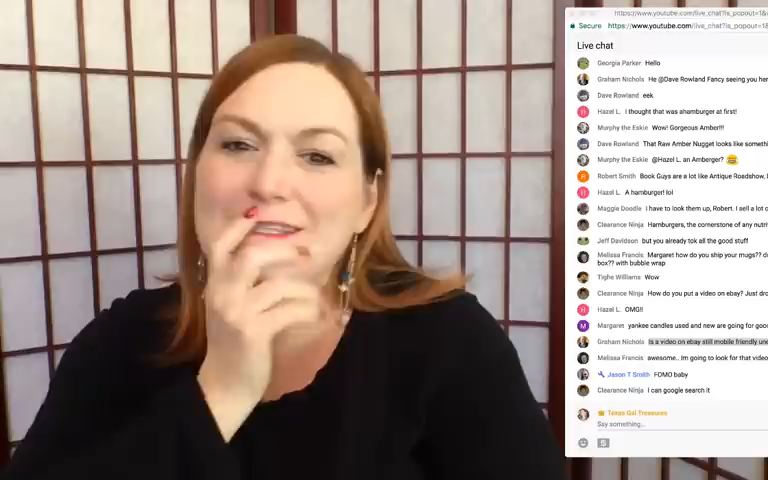 https://www.youtube.com/live_chat?is_popout=1&
Secure https://www.youtube.com/live_chat?is_popout=1&
Live chat
Georgia Parker Hello
Graham Nichols He @Dave Rowland Fancy seeing you her
Dave Rowland eek
Hazel L. I thought that was ahamburger at first!
Murphy the Eskie Wow! Gorgeous Amber!!!
Dave Rowland That Raw Amber Nugget looks like somethi
Murphy the Eskie @Hazel L. an Amberger?
R Robert Smith Book Guys are a lot like Antique Roadshow, I
Hazel L. A hamburger! lol
Maggie Doodle I have to look them up, Robert. I sell a lot o
Clearance Ninja Hamburgers, the cornerstone of any nutri
Jeff Davidson but you already tok all the good stuff
Melissa Francis Margaret how do you ship your mugs?? do
box?? with bubble wrap
Tighe Williams Wow
Clearance Ninja How do you put a video on ebay? Just dro
H Hazel L. OMG!!
M Margaret yankee candles used and new are going for good
Graham Nichols Is a video on ebay still mobile friendly une
Melissa Francis awesome.. im going to look for that video
Jason T Smith FOMO baby
Clearance Ninja I can google search it
Texas Gal Treasures
Say something...